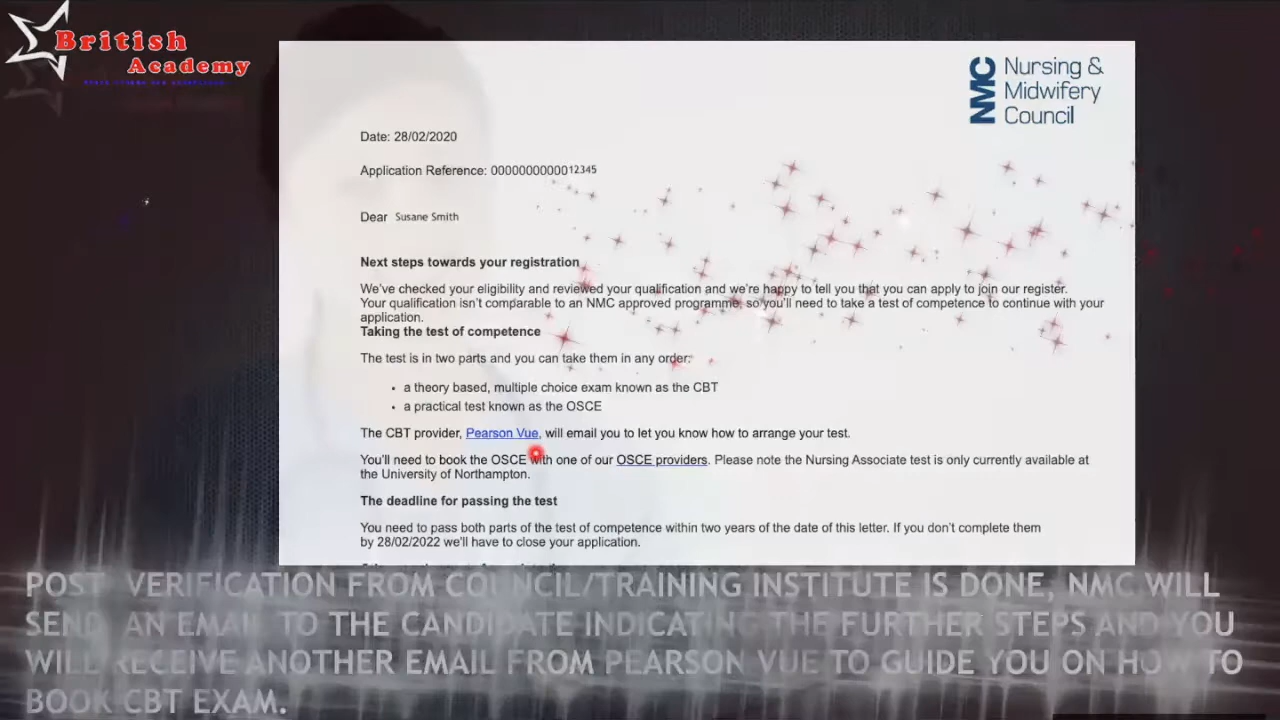 British
Academy
NMC
Nursing &
Midwifery
Council
Date: 28/02/2020
Application Reference: 0000000000012345
Dear Susane Smith
Next steps towards your registration
We've checked your eligibility and reviewed your qualification and we're happy to tell you that you can apply to join our register.
Your qualification isn't comparable to an NMC approved programme, so you'll need to take a test of competence to continue with your
application.
Taking the test of competence
The test is in two parts and you can take them in any order:
• a theory based, multiple choice exam known as the CBT
• a practical test known as the OSCE
The CBT provider, Pearson Vue, will email you to let you know how to arrange your test.
You'll need to book the OSCE with one of our OSCE providers. Please note the Nursing Associate test is only currently available at
the University of Northampton.
The deadline for passing the test
You need to pass both parts of the test of competence within two years of the date of this letter. If you don't complete them
by 28/02/2022 we'll have to close your application.
POST VERIFICATION FROM COUNCIL/TRAINING INSTITUTE IS DONE, NMC WILL
SEND AN EMAIL TO THE CANDIDATE INDICATING THE FURTHER STEPS AND YOU
WILL RECEIVE ANOTHER EMAIL FROM PEARSON VUE TO GUIDE YOU ON HOW TO
BOOK CBT EXAM.